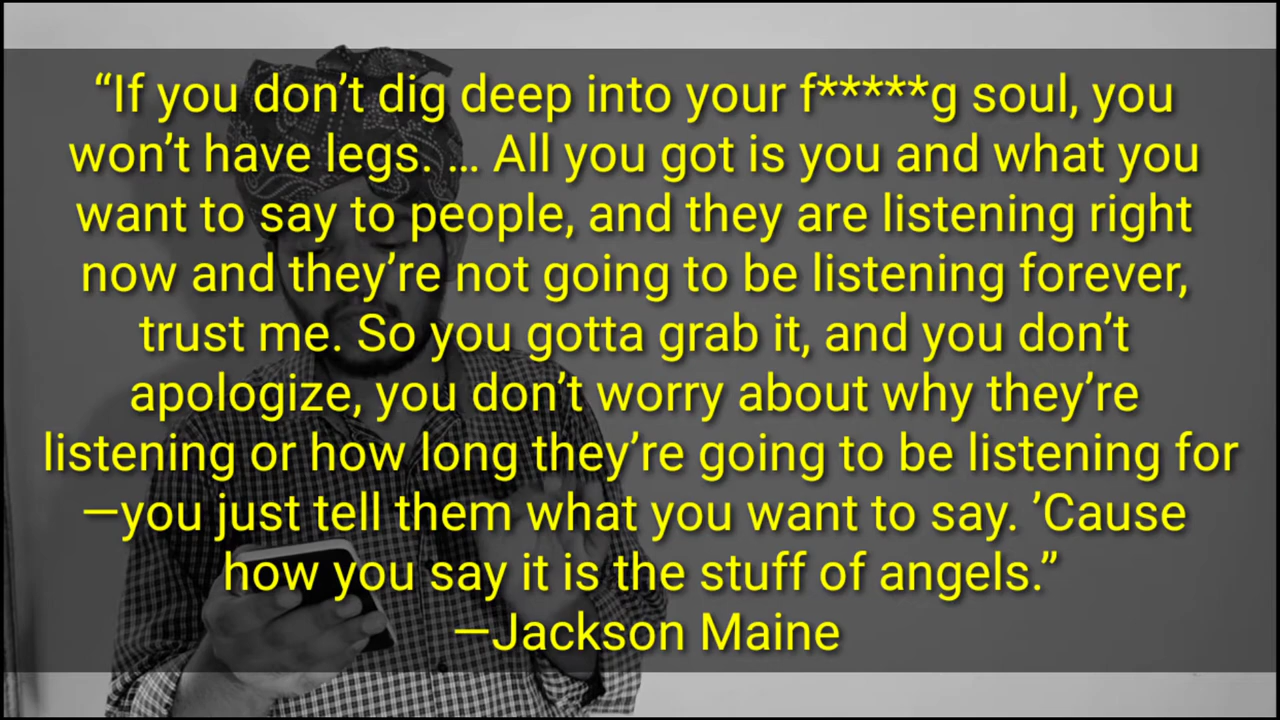 “If you don’t dig deep into your f*****g soul, you
won’t have legs. … All you got is you and what you
want to say to people, and they are listening right
now and they’re not going to be listening forever,
trust me. So you gotta grab it, and you don’t
apologize, you don’t worry about why they’re
listening or how long they’re going to be listening for
—you just tell them what you want to say. ’Cause
how you say it is the stuff of angels.”
—Jackson Maine